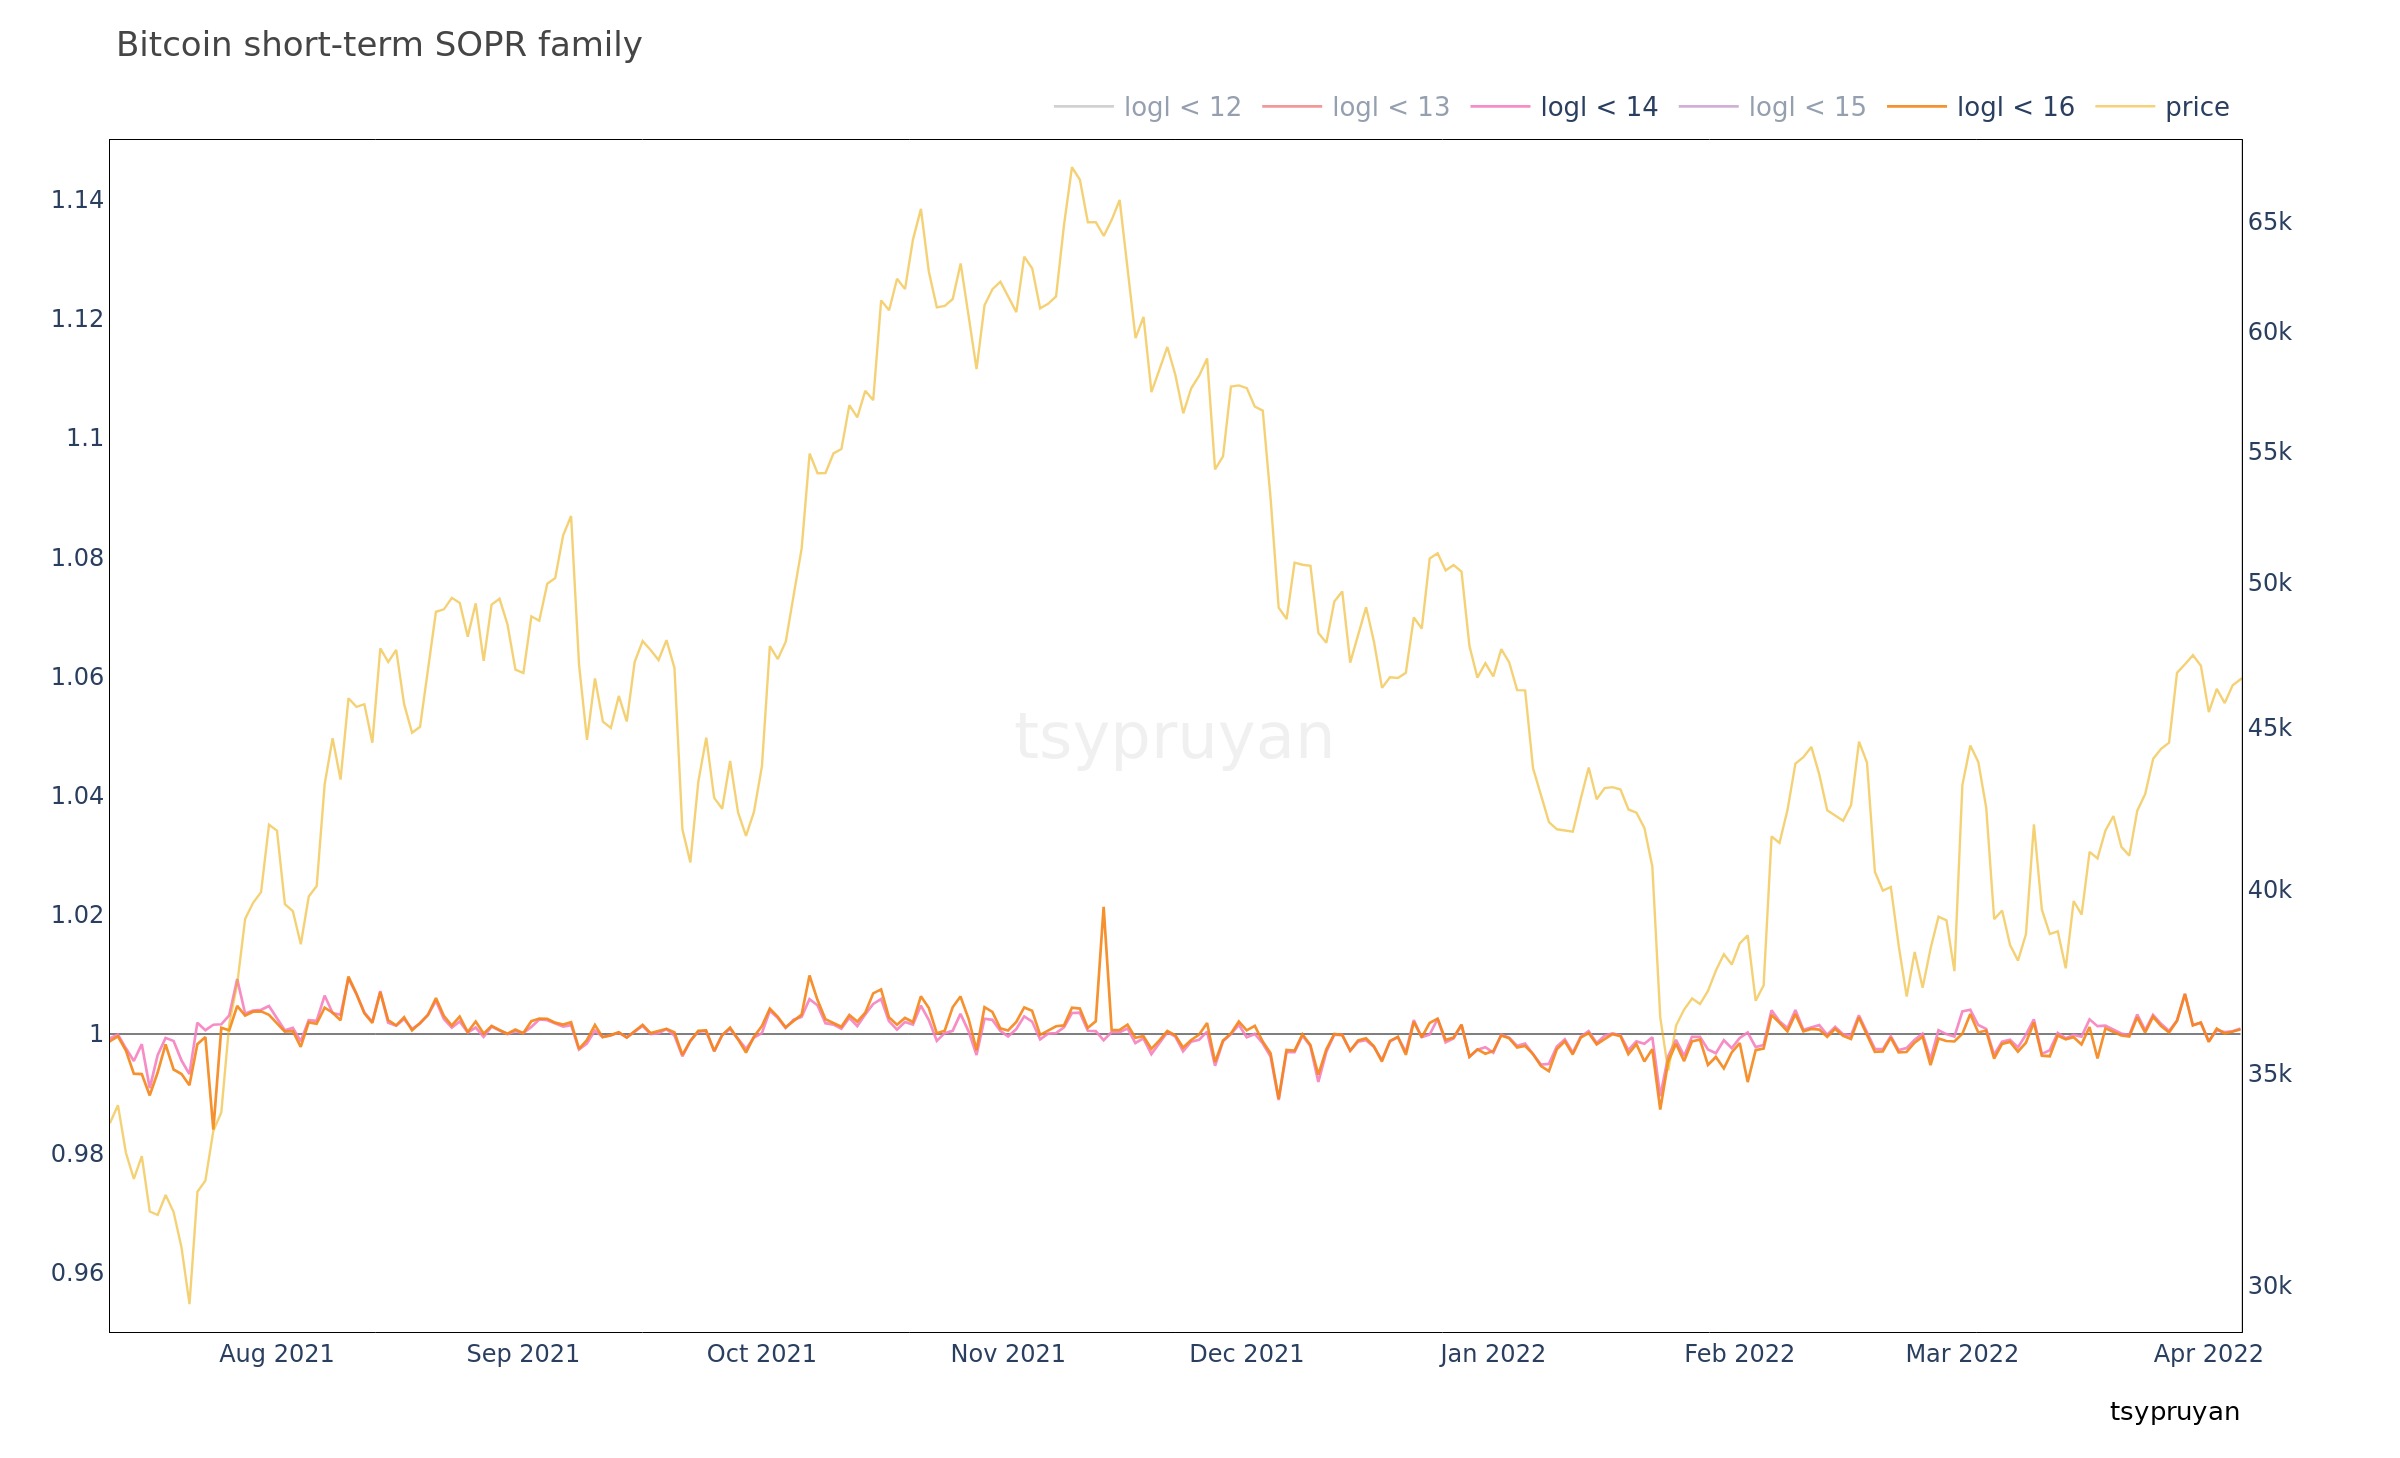 Bitcoin short-term SOPR family
logl < 12 logl < 13 logl < 14 logl < 15 logl < 16 price
1.14
1.12
1.1
1.08
1.06
1.04
1.02
1
0.98
0.96
65k
60k
55k
50k
45k
40k
35k
30k
tsypruyan
Aug 2021 Sep 2021 Oct 2021 Nov 2021 Dec 2021 Jan 2022 Feb 2022 Mar 2022 Apr 2022
tsypruyan